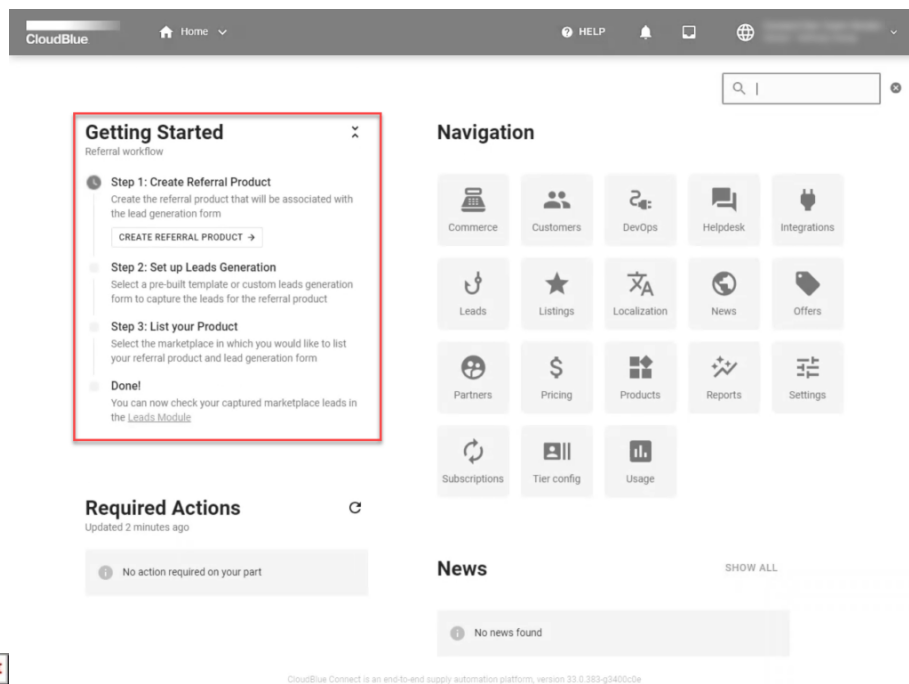 CloudBlue
Home
HELP
Getting Started
Referral workflow
Step 1: Create Referral Product
Create the referral product that will be associated with
the lead generation form
CREATE REFERRAL PRODUCT →
Step 2: Set up Leads Generation
Select a pre-built template or custom leads generation
form to capture the leads for the referral product
Step 3: List your Product
Select the marketplace in which you would like to list
your referral product and lead generation form
Done!
You can now check your captured marketplace leads in
the Leads Module
Required Actions
Updated 2 minutes ago
No action required on your part
Navigation
Commerce
Customers
DevOps
Helpdesk
Integrations
Leads
Listings
Localization
News
Offers
Partners
Pricing
Products
Reports
Settings
Subscriptions
Tier config
Usage
News
SHOW ALL
No news found
CloudBlue Connect is an end-to-end supply automation platform, version 33.0.383-g3400c0e